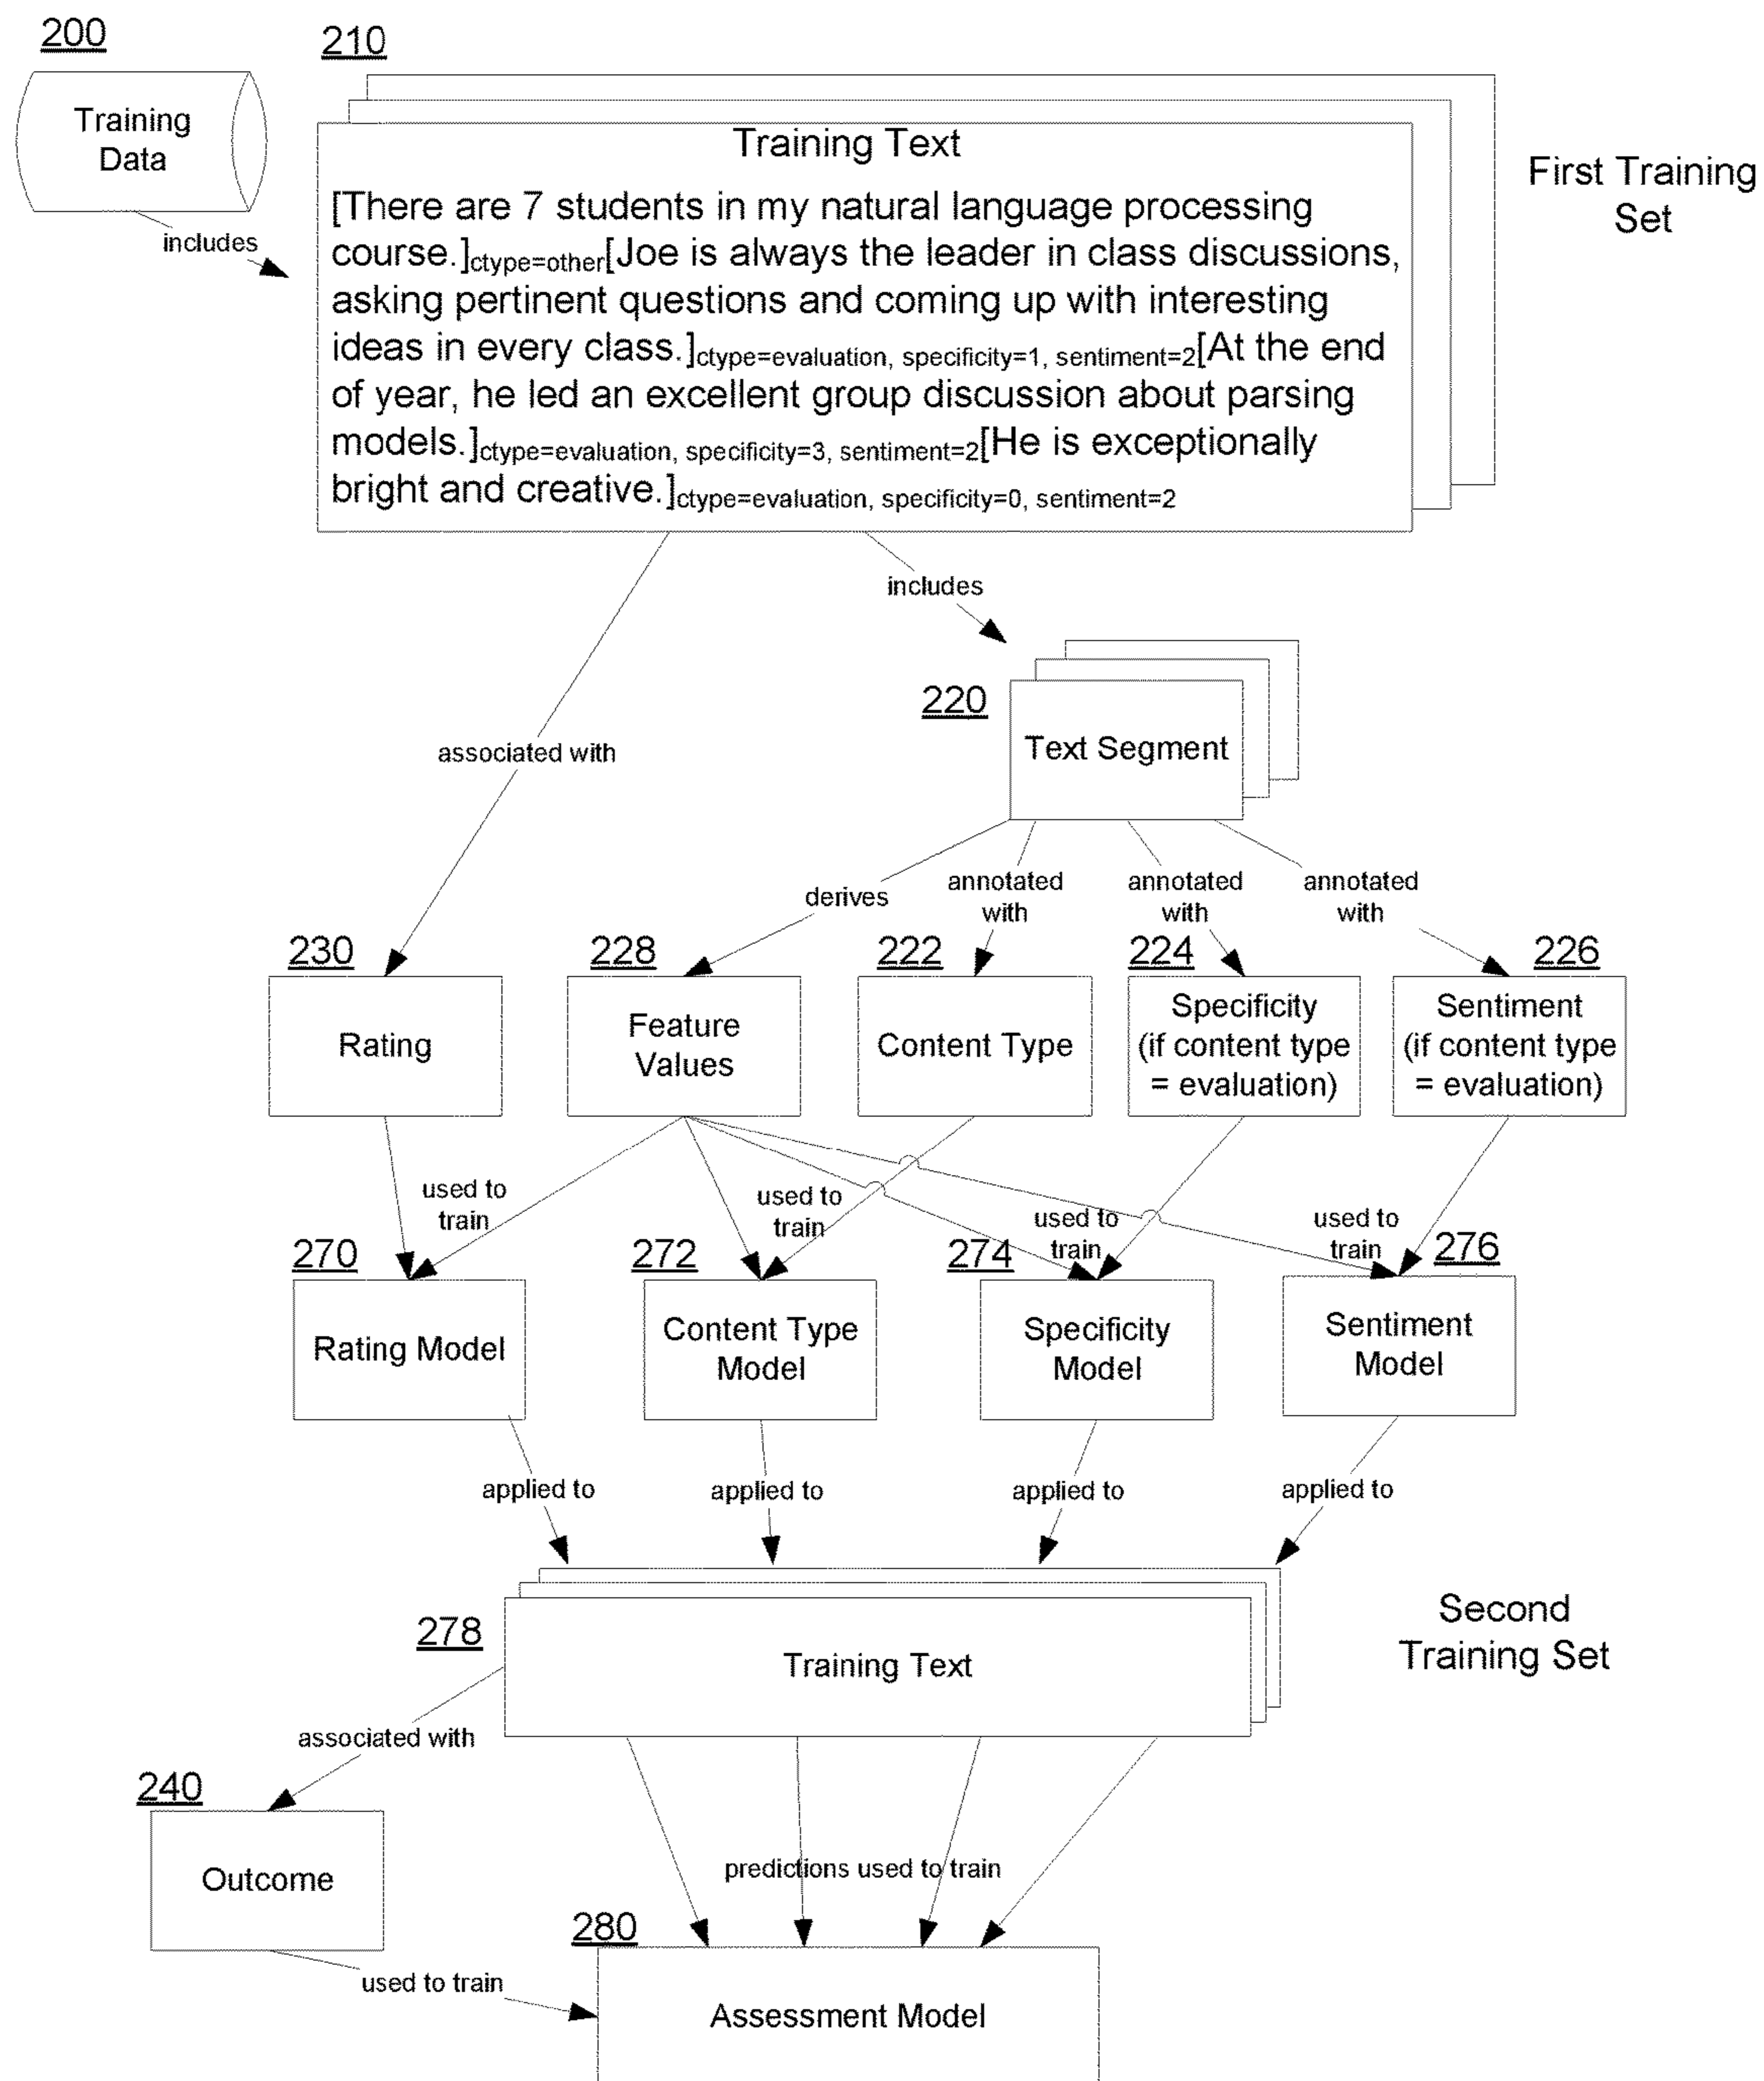 200
Training
Data
includes
210
Training Text
[There are 7 students in my natural language processing
course.]ctype=other[Joe is always the leader in class discussions,
asking pertinent questions and coming up with interesting
ideas in every class.]ctype=evaluation, specificity=1, sentiment=2[At the end
of year, he led an excellent group discussion about parsing
models.]ctype=evaluation, specificity=3, sentiment=2[He is exceptionally
bright and creative.]ctype=evaluation, specificity=0, sentiment=2
First Training
Set
includes
associated with
220
Text Segment
derives
annotated
with
annotated
with
annotated
with
230
Rating
228
Feature
Values
222
Content Type
224
Specificity
(if content type
= evaluation)
226
Sentiment
(if content type
= evaluation)
used to
train
used to
train
used to
train
used to
train
270
Rating Model
272
Content Type
Model
274
Specificity
Model
276
Sentiment
Model
applied to
applied to
applied to
applied to
278
Training Text
Second
Training Set
associated with
240
Outcome
predictions used to train
used to train
280
Assessment Model